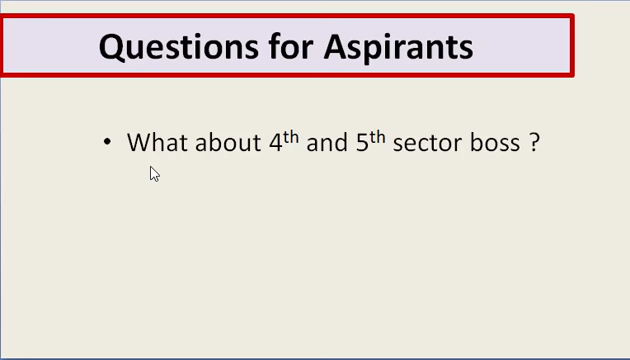 Questions for Aspirants
• What about 4th and 5th sector boss ?